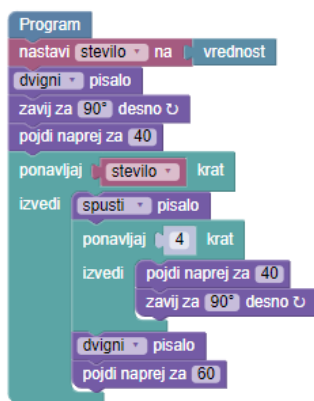 Program
nastavi stevilo na vrednost
dvigni pisalo
zavij za 90° desno ↻
pojdi naprej za 40
ponavljaj stevilo krat
izvedi spusti pisalo
ponavljaj 4 krat
izvedi pojdi naprej za 40
zavij za 90° desno ↻
dvigni pisalo
pojdi naprej za 60